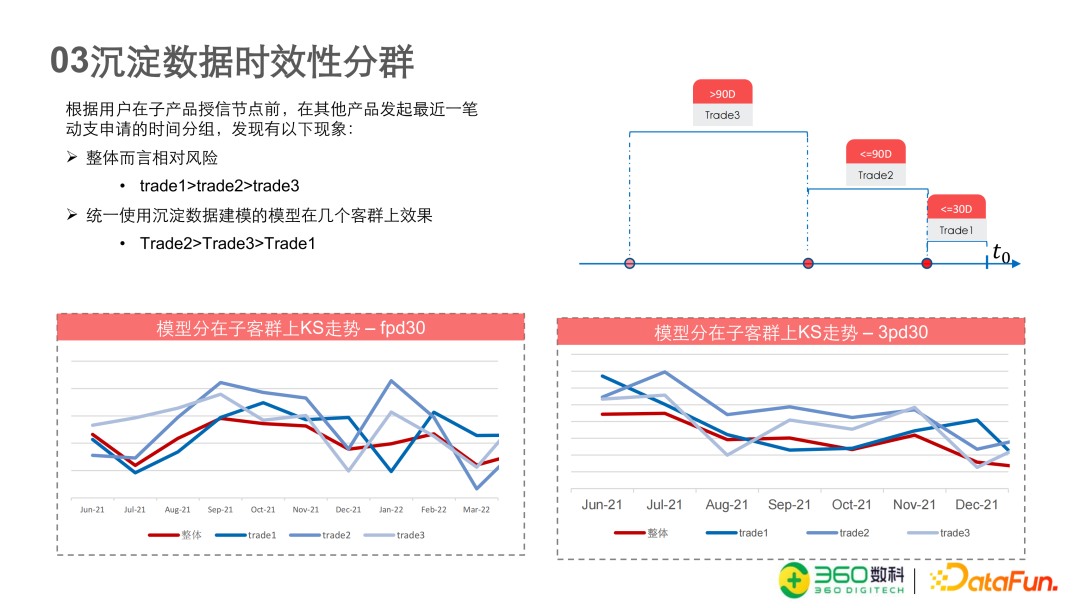 03沉淀数据时效性分群
根据用户在子产品授信节点前，在其他产品发起最近一笔
动支申请的时间分组，发现有以下现象：
➢ 整体而言相对风险
• trade1>trade2>trade3
➢ 统一使用沉淀数据建模的模型在几个客群上效果
• Trade2>Trade3>Trade1
>90D
Trade3
<=90D
Trade2
<=30D
Trade1
t0
模型分在子客群上KS走势 – fpd30
Jun-21 Jul-21 Aug-21 Sep-21 Oct-21 Nov-21 Dec-21 Jan-22 Feb-22 Mar-22
整体 trade1 trade2 trade3
模型分在子客群上KS走势 – 3pd30
Jun-21 Jul-21 Aug-21 Sep-21 Oct-21 Nov-21 Dec-21
整体 trade1 trade2 trade3
360数科
360 DIGITECH
DataFun.